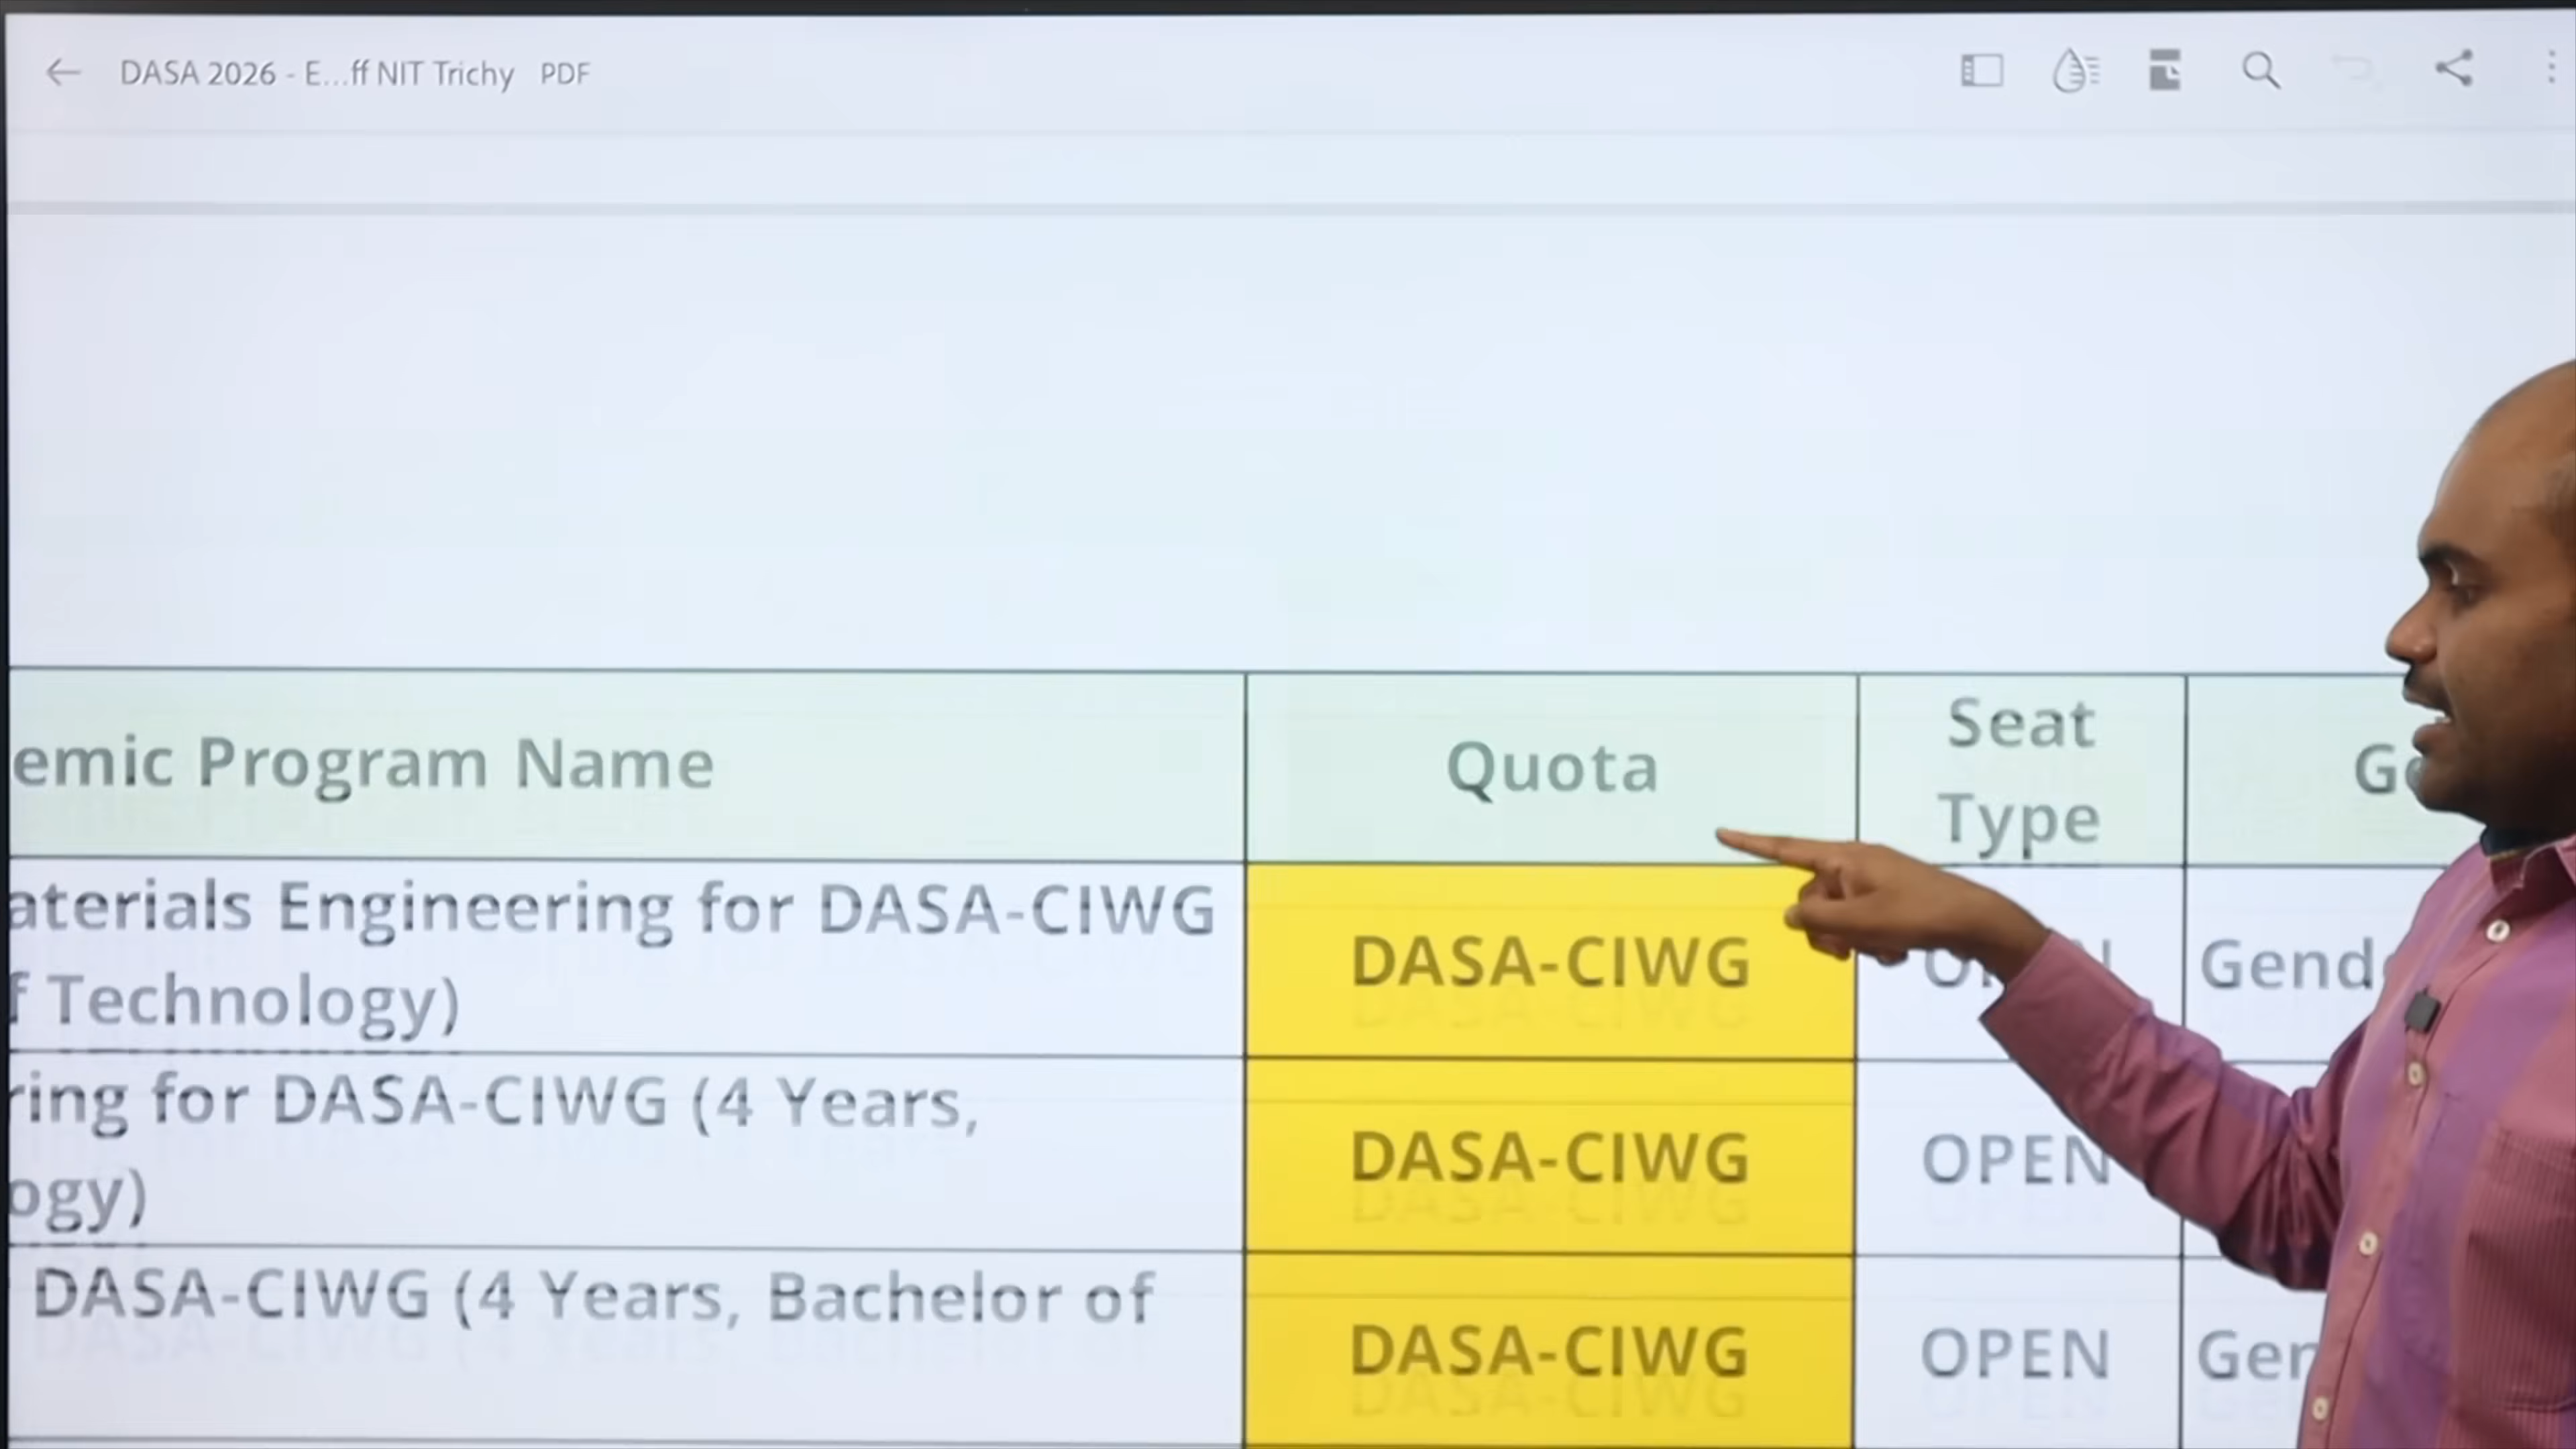 DASA 2026 - E...ff NIT Trichy PDF
emic Program Name
Quota
Seat
Type
aterials Engineering for DASA-CIWG
f Technology)
DASA-CIWG
ring for DASA-CIWG (4 Years,
ogy)
DASA-CIWG
OPEN
DASA-CIWG (4 Years, Bachelor of
DASA-CIWG
OPEN